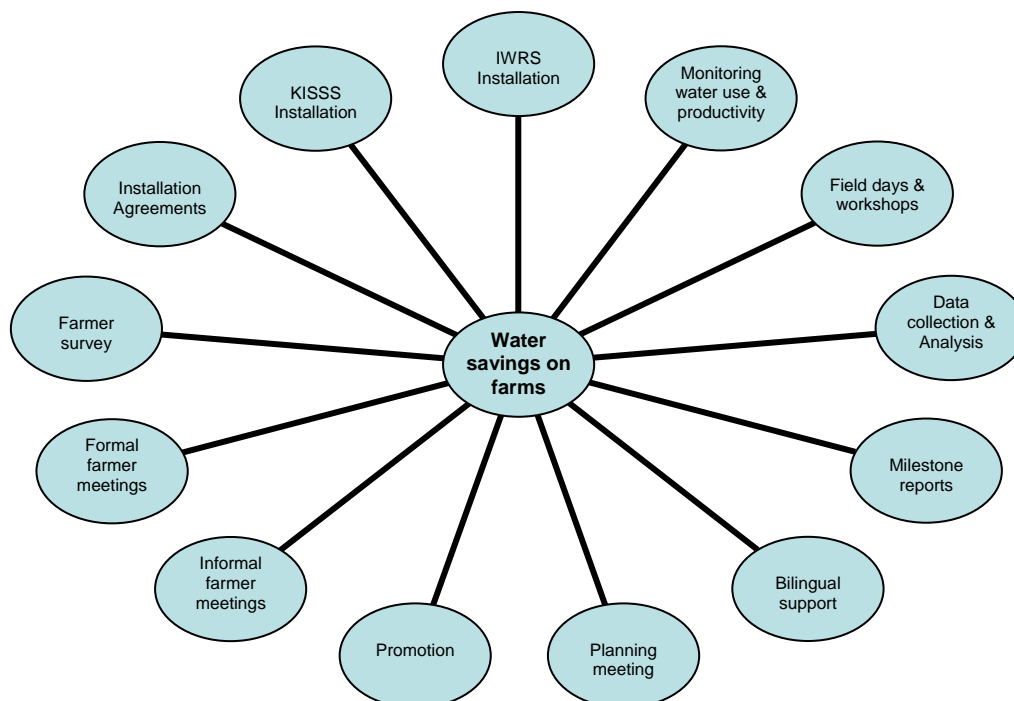 IWRS
Installation
Monitoring
water use &
productivity
Field days &
workshops
Data
collection &
Analysis
Milestone
reports
Bilingual
support
Planning
meeting
Promotion
Informal
farmer
meetings
Formal
farmer
meetings
Farmer
survey
Installation
Agreements
KISSS
Installation
Water
savings on
farms